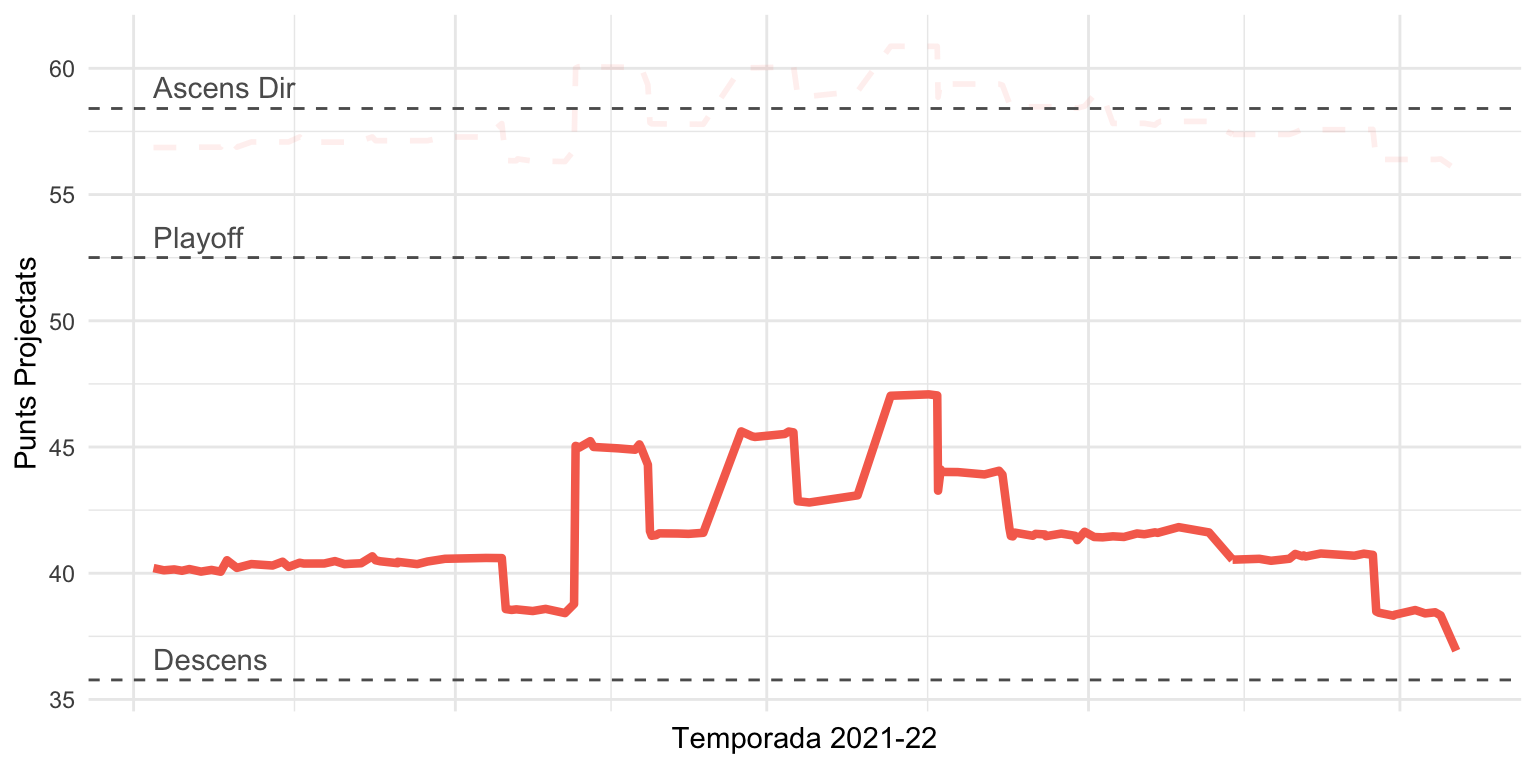 60
Ascens Dir
55
Playoff
50
Punts Projectats
45
40
Descens
35
Temporada 2021-22